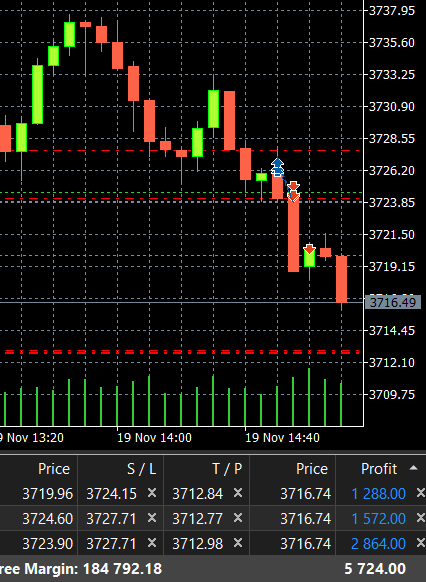 3737.95
3735.60
3733.25
3730.90
3728.55
3726.20
3723.85
3721.50
3719.15
3716.49
3714.45
3712.10
3709.75
9 Nov 13:20 19 Nov 14:00 19 Nov 14:40
Price S / L T / P Price Profit
3719.96 3724.15 3712.84 3716.74 1 288.00
3724.60 3727.71 3712.77 3716.74 1 572.00
3723.90 3727.71 3712.98 3716.74 2 864.00
ree Margin: 184 792.18 5 724.00